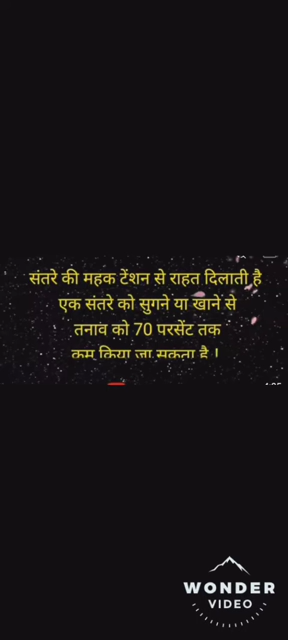 संतरे की महक टेंशन से राहत दिलाती है
एक संतरे को सुगने या खाने से
तनाव को 70 परसेंट तक
कम किया जा सकता है ।
WONDER
VIDEO